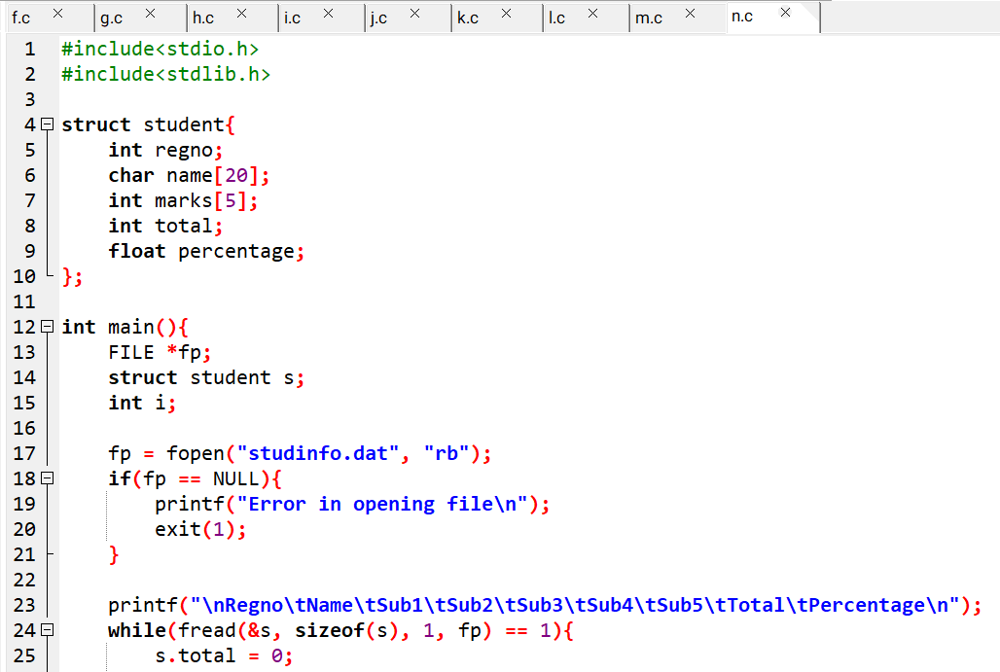 f.c g.c h.c i.c j.c k.c l.c m.c n.c
1 #include<stdio.h>
2 #include<stdlib.h>
3
4 struct student{
5     int regno;
6     char name[20];
7     int marks[5];
8     int total;
9     float percentage;
10 };
11
12 int main(){
13     FILE *fp;
14     struct student s;
15     int i;
16
17     fp = fopen("studinfo.dat", "rb");
18     if(fp == NULL){
19         printf("Error in opening file\n");
20         exit(1);
21     }
22
23     printf("\nRegno\tName\tSub1\tSub2\tSub3\tSub4\tSub5\tTotal\tPercentage\n");
24     while(fread(&s, sizeof(s), 1, fp) == 1){
25         s.total = 0;